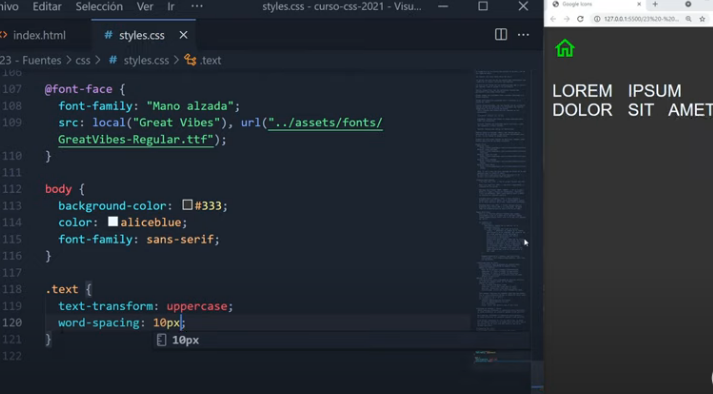 Editar Selección Ver Ir ··· styles.css - curso-css-2021 - Visu...
index.html # styles.css
23 - Fuentes > css > # styles.css > .text
106
107 @font-face {
108 font-family: "Mano alzada";
109 src: local("Great Vibes"), url("../assets/fonts/
GreatVibes-Regular.ttf");
110 }
111
112 body {
113 background-color: #333;
114 color: aliceblue;
115 font-family: sans-serif;
116 }
117
118 .text {
119 text-transform: uppercase;
120 word-spacing: 10px;
10px
121 }
122
Google Icons
127.0.0.1:5500/23%20-%20...
LOREM IPSUM
DOLOR SIT AMET